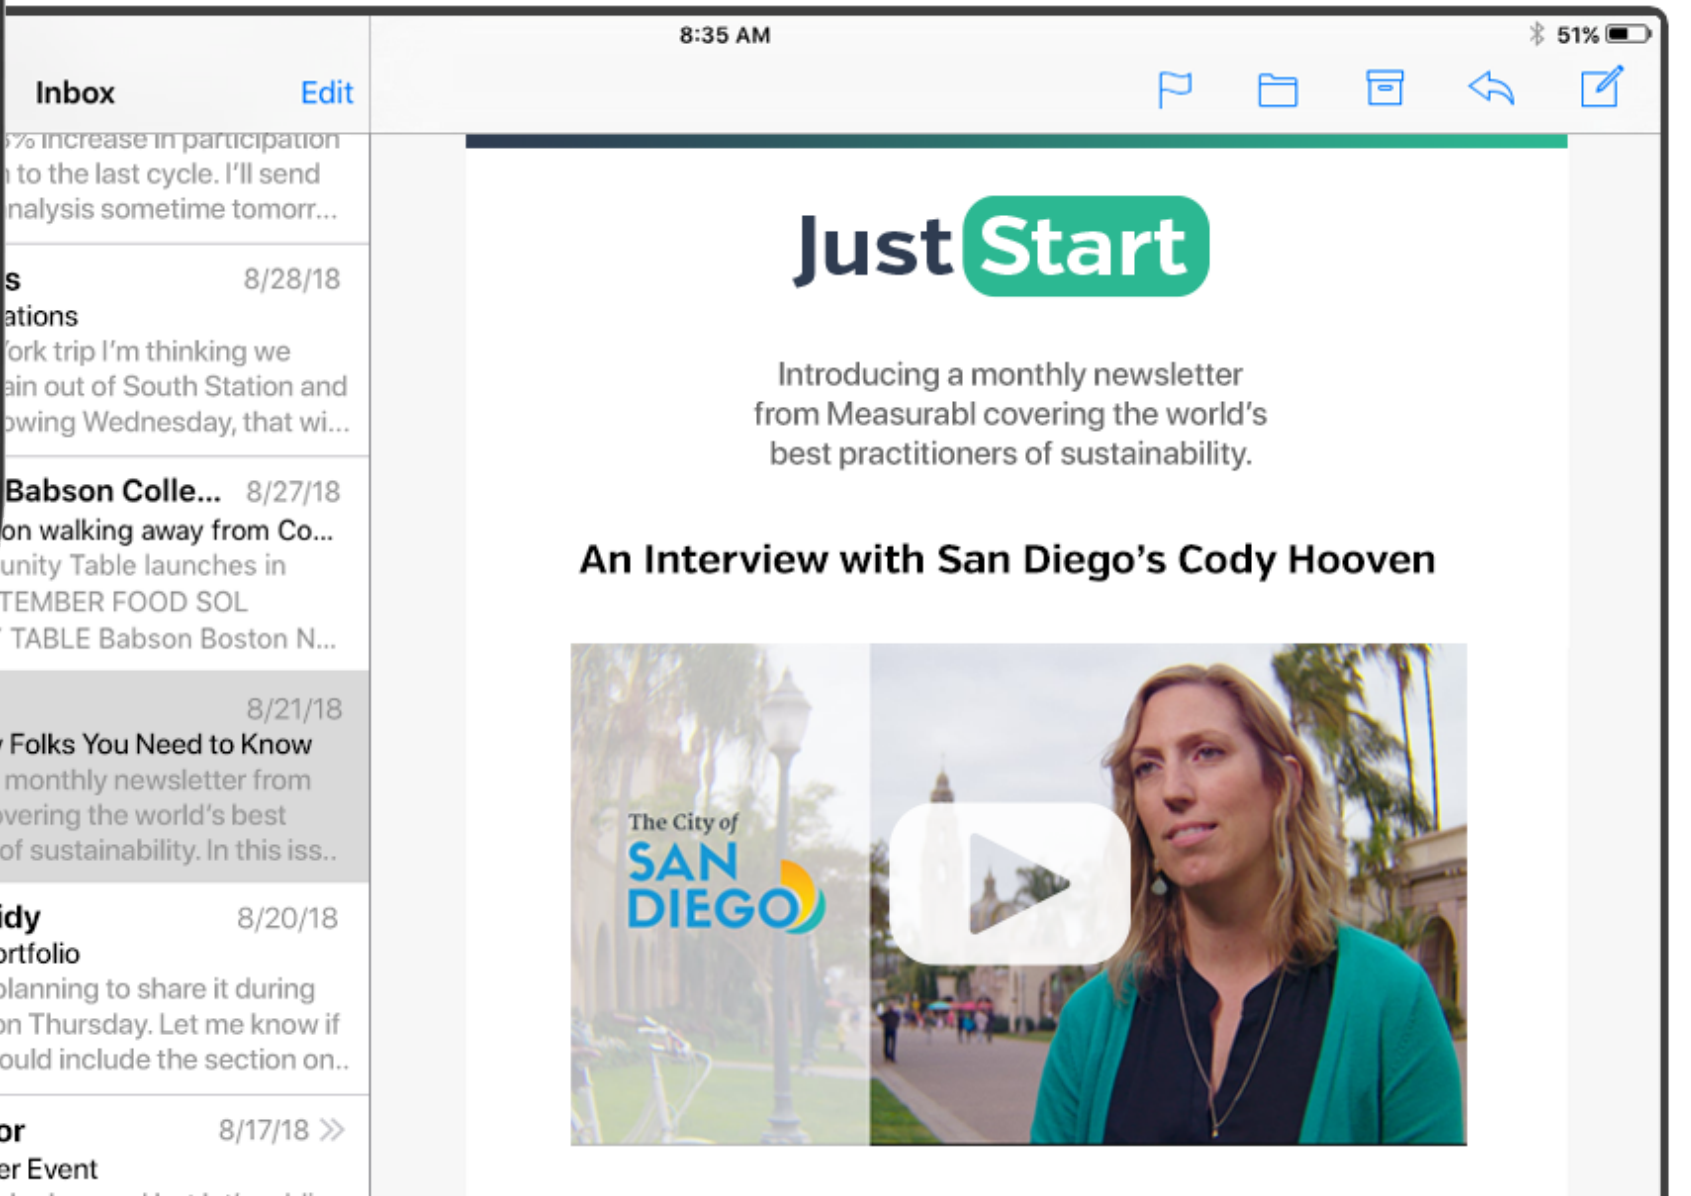 8:35 AM
51%
Inbox
Edit
% increase in participation
to the last cycle. I'll send
nalysis sometime tomorr...
s 8/28/18
ations
ork trip I'm thinking we
ain out of South Station and
owing Wednesday, that wi...
Babson Colle... 8/27/18
on walking away from Co...
unity Table launches in
TEMBER FOOD SOL
TABLE Babson Boston N...
8/21/18
Folks You Need to Know
monthly newsletter from
overing the world's best
of sustainability. In this iss..
idy 8/20/18
ortfolio
planning to share it during
on Thursday. Let me know if
ould include the section on..
or 8/17/18
er Event
Just Start
Introducing a monthly newsletter
from Measurabl covering the world's
best practitioners of sustainability.
An Interview with San Diego's Cody Hooven
The City of
SAN
DIEGO